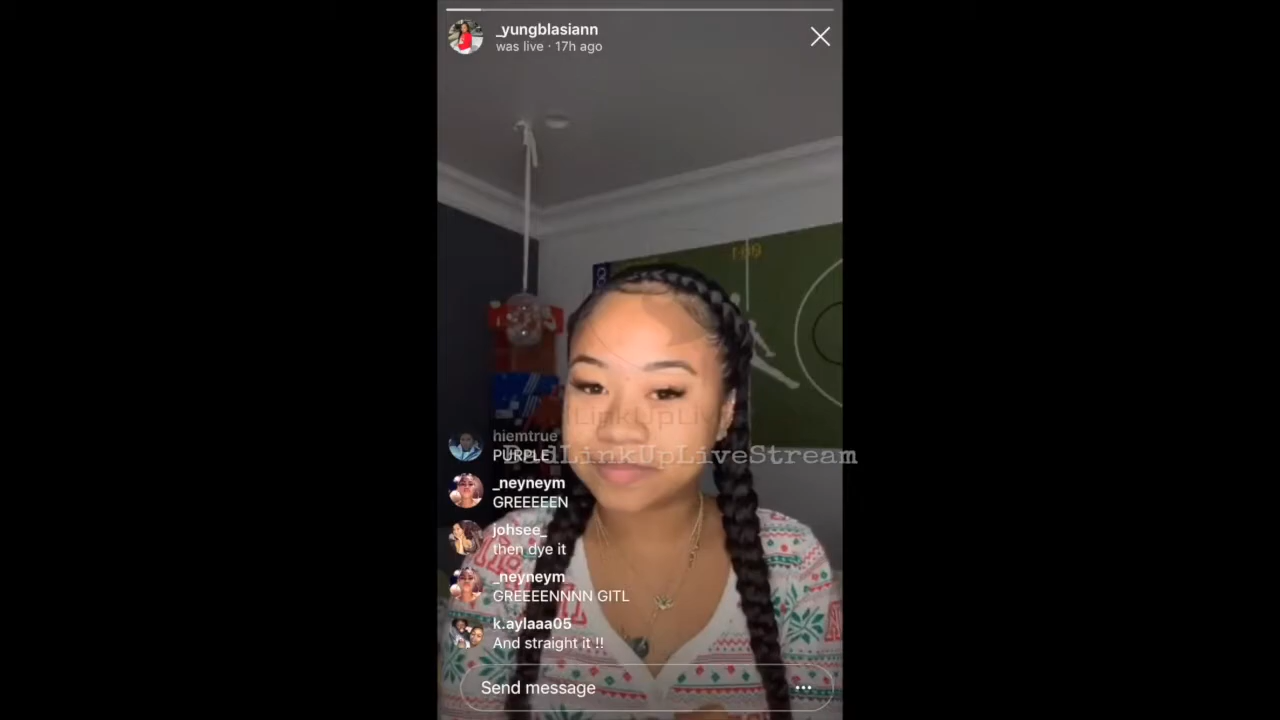 _yungblasiann
was live · 17h ago
hiemtrue
PURPLE
BadLinkUpLiveStream
_neyneym
GREEEEEN
johsee_
then dye it
_neyneym
GREEEENNNN GITL
k.aylaaa05
And straight it !!
Send message